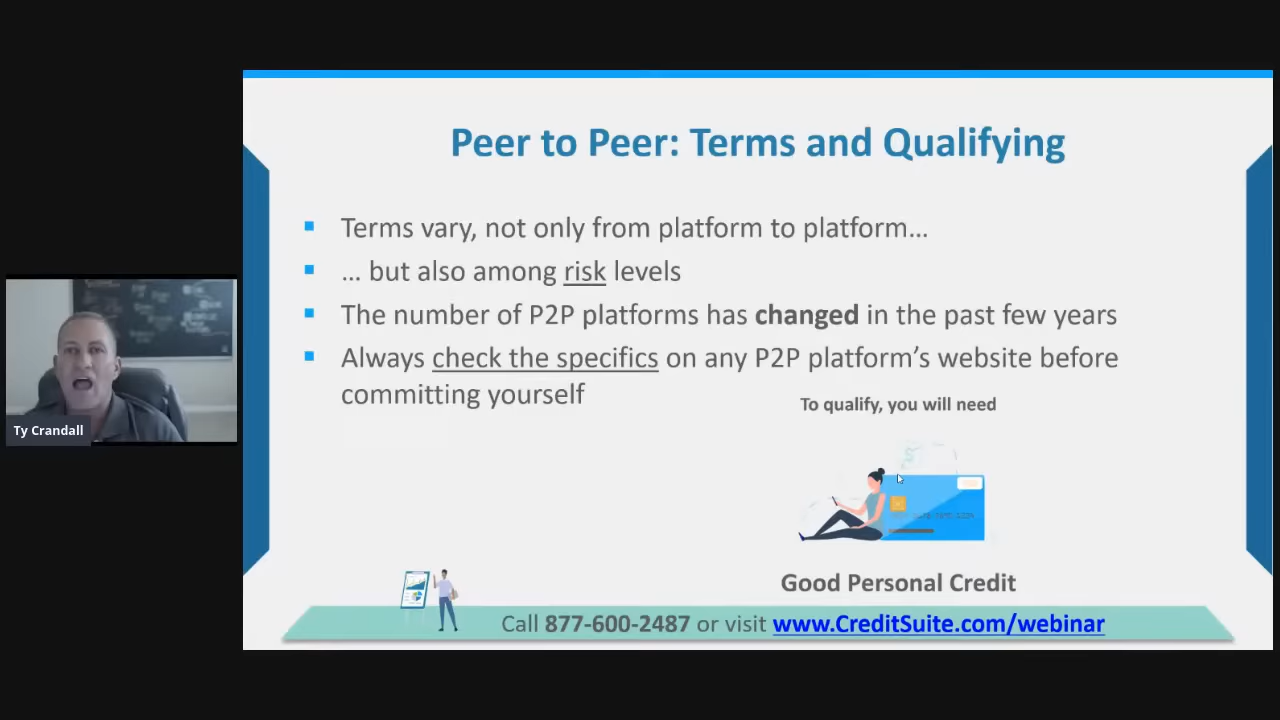 Peer to Peer: Terms and Qualifying
Terms vary, not only from platform to platform…
… but also among risk levels
The number of P2P platforms has changed in the past few years
Always check the specifics on any P2P platform’s website before
committing yourself
To qualify, you will need
Good Personal Credit
Call 877-600-2487 or visit www.CreditSuite.com/webinar
Ty Crandall